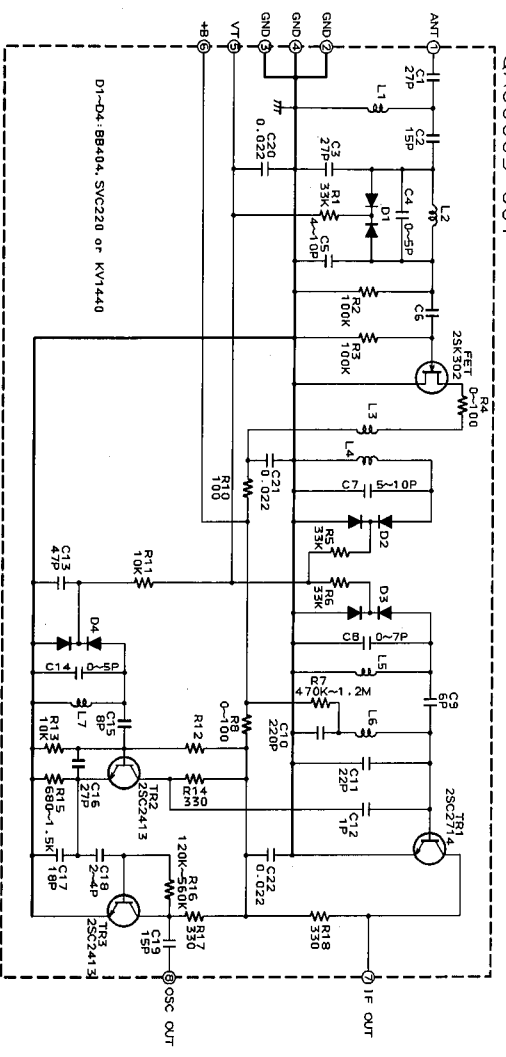 ANT 1
GND 2
GND 4
GND 3
VT 5
+B 6
C1
27P
L1
C2
15P
C20
0.022
C3
27P
R1
33K
D1
C4
0~5P
L2
C5
4~10P
D1~D4:BB404, SVC220 or KV1440
R2
100K
C6
R3
100K
FET
2SK302
R4
0~100
L3
L4
C21
0.022
R10
100
C7 5~10P
D2
R5
33K
R6
33K
D3
R11
10K
C13
47P
D4
C8 0~7P
C14 0~5P
L5
C9
6P
R7
470K~1.2M
L7
C15
8P
R8
0~100
C10
220P
L6
R13
10K
R12
C11
22P
C16
27P
R15
680~1.5K
TR2
2SC2413
R14
330
C12
1P
TR1
2SC2714
C17
18P
C18
2~4P
R16
120K~560K
C22
0.022
TR3
2SC2413
C19
15P
R17
330
R18
330
8 OSC OUT
7 IF OUT